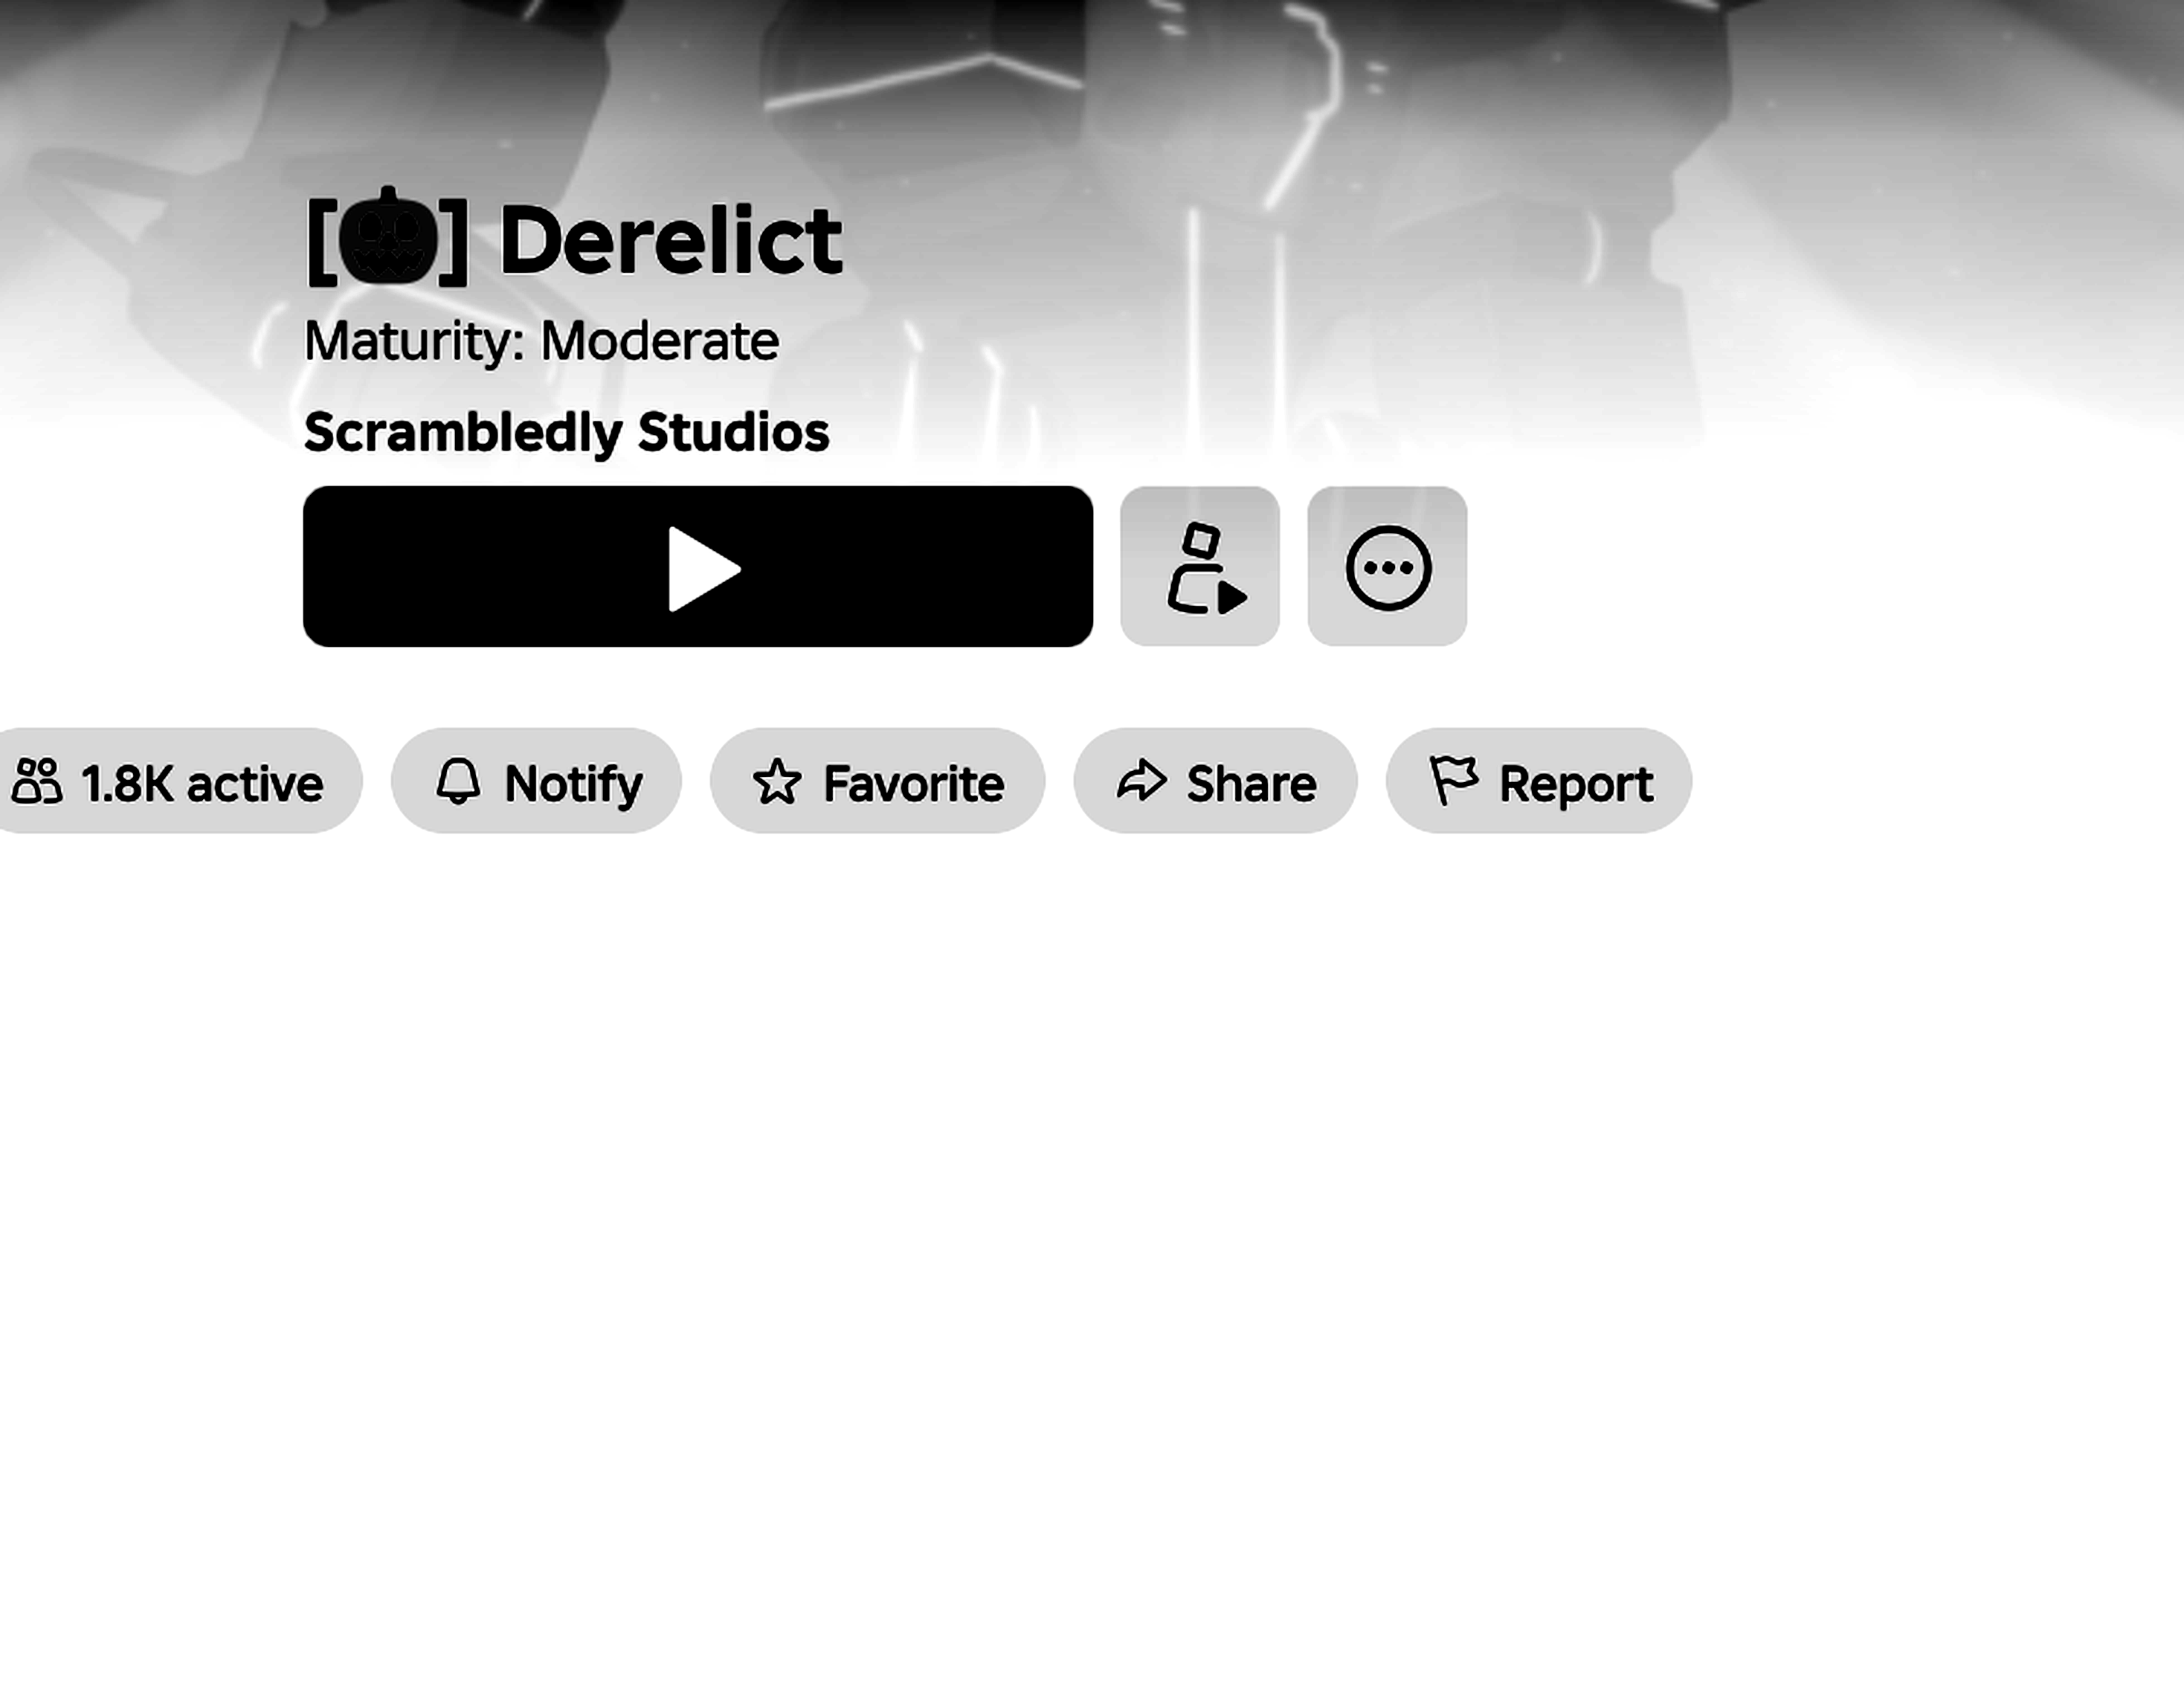 [🎃] Derelict
Maturity: Moderate
Scrambledly Studios
1.8K active
Notify
Favorite
Share
Report